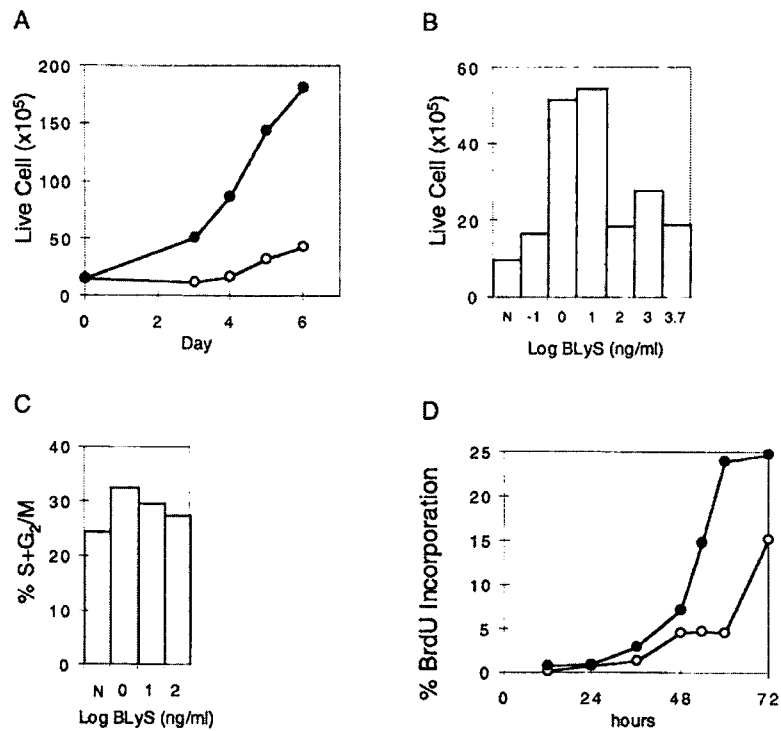 A
Live Cell (x10⁵)
200
150
100
50
0
0 2 4 6
Day
B
Live Cell (x10⁵)
60
40
20
0
N -1 0 1 2 3 3.7
Log BLyS (ng/ml)
C
% S+G₂/M
40
30
20
10
0
N 0 1 2
Log BLyS (ng/ml)
D
% BrdU Incorporation
25
20
15
10
5
0
0 24 48 72
hours